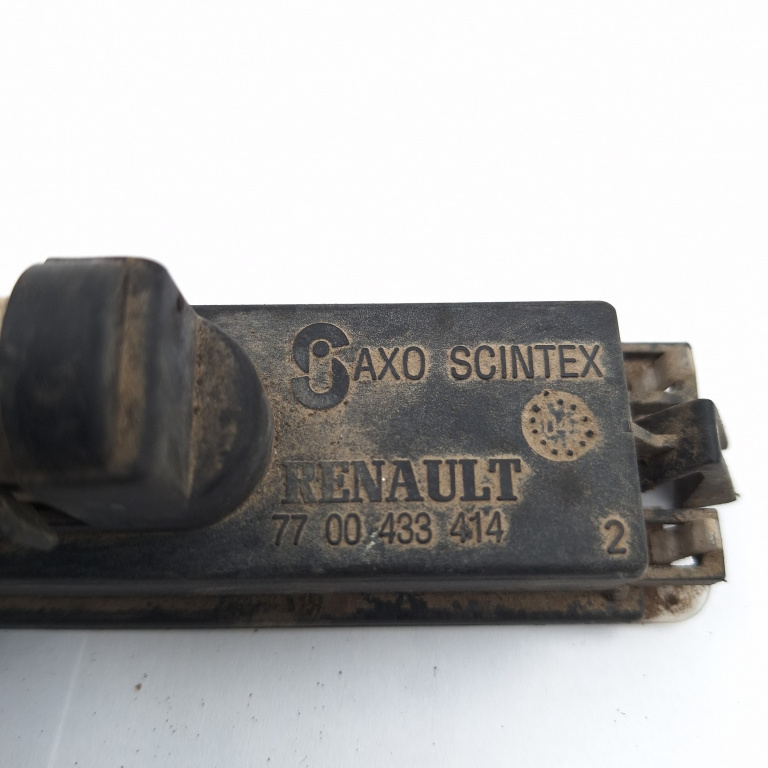 SAXO SCINTEX
RENAULT
77 00 433 414
2